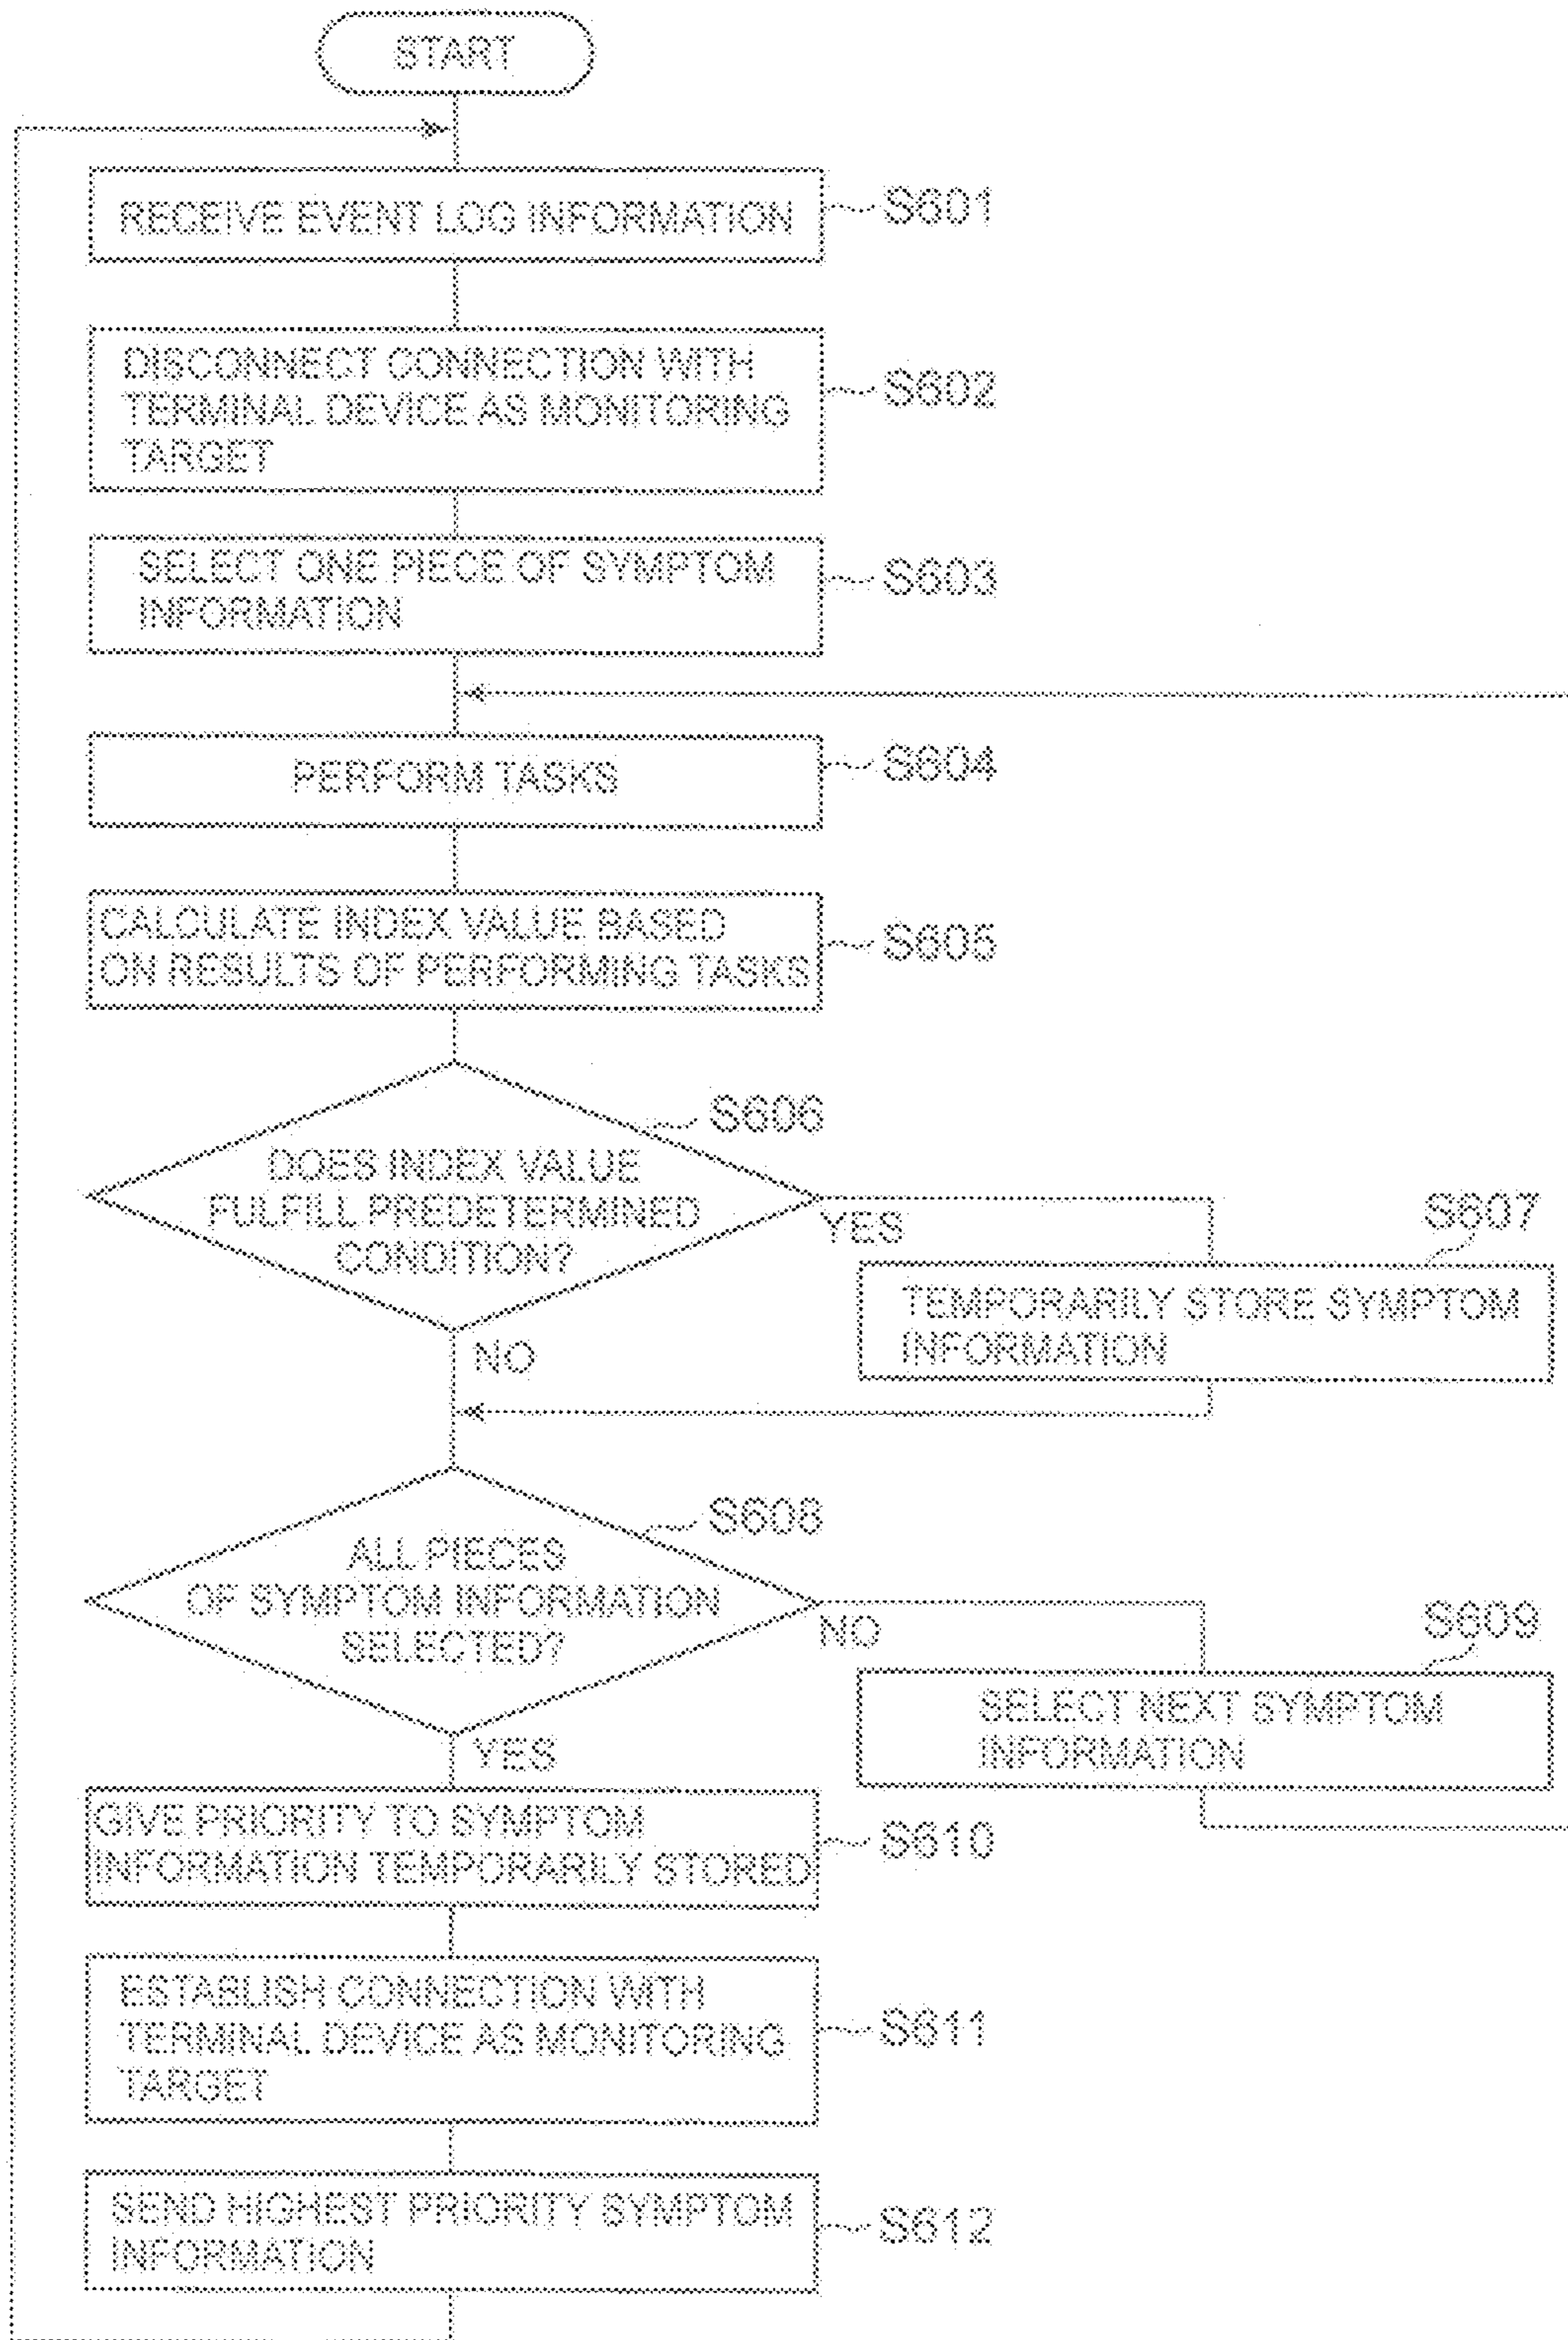 START
RECEIVE EVENT LOG INFORMATION
S601
DISCONNECT CONNECTION WITH
TERMINAL DEVICE AS MONITORING
TARGET
S602
SELECT ONE PIECE OF SYMPTOM
INFORMATION
S603
PERFORM TASKS
S604
CALCULATE INDEX VALUE BASED
ON RESULTS OF PERFORMING TASKS
S605
S606
DOES INDEX VALUE
FULFILL PREDETERMINED
CONDITION?
YES
NO
S607
TEMPORARILY STORE SYMPTOM
INFORMATION
S608
ALL PIECES
OF SYMPTOM INFORMATION
SELECTED?
NO
YES
S609
SELECT NEXT SYMPTOM
INFORMATION
GIVE PRIORITY TO SYMPTOM
INFORMATION TEMPORARILY STORED
S610
ESTABLISH CONNECTION WITH
TERMINAL DEVICE AS MONITORING
TARGET
S611
SEND HIGHEST PRIORITY SYMPTOM
INFORMATION
S612